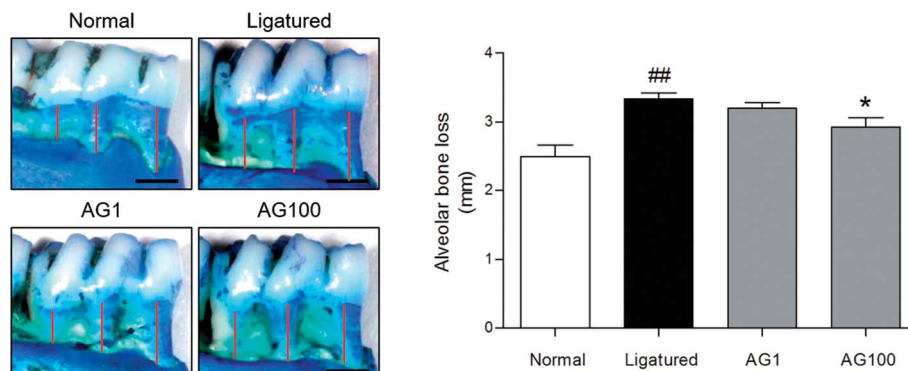 Normal
Ligatured
AG1
AG100
Alveolar bone loss
(mm)
4
3
2
1
0
##
*
Normal
Ligatured
AG1
AG100